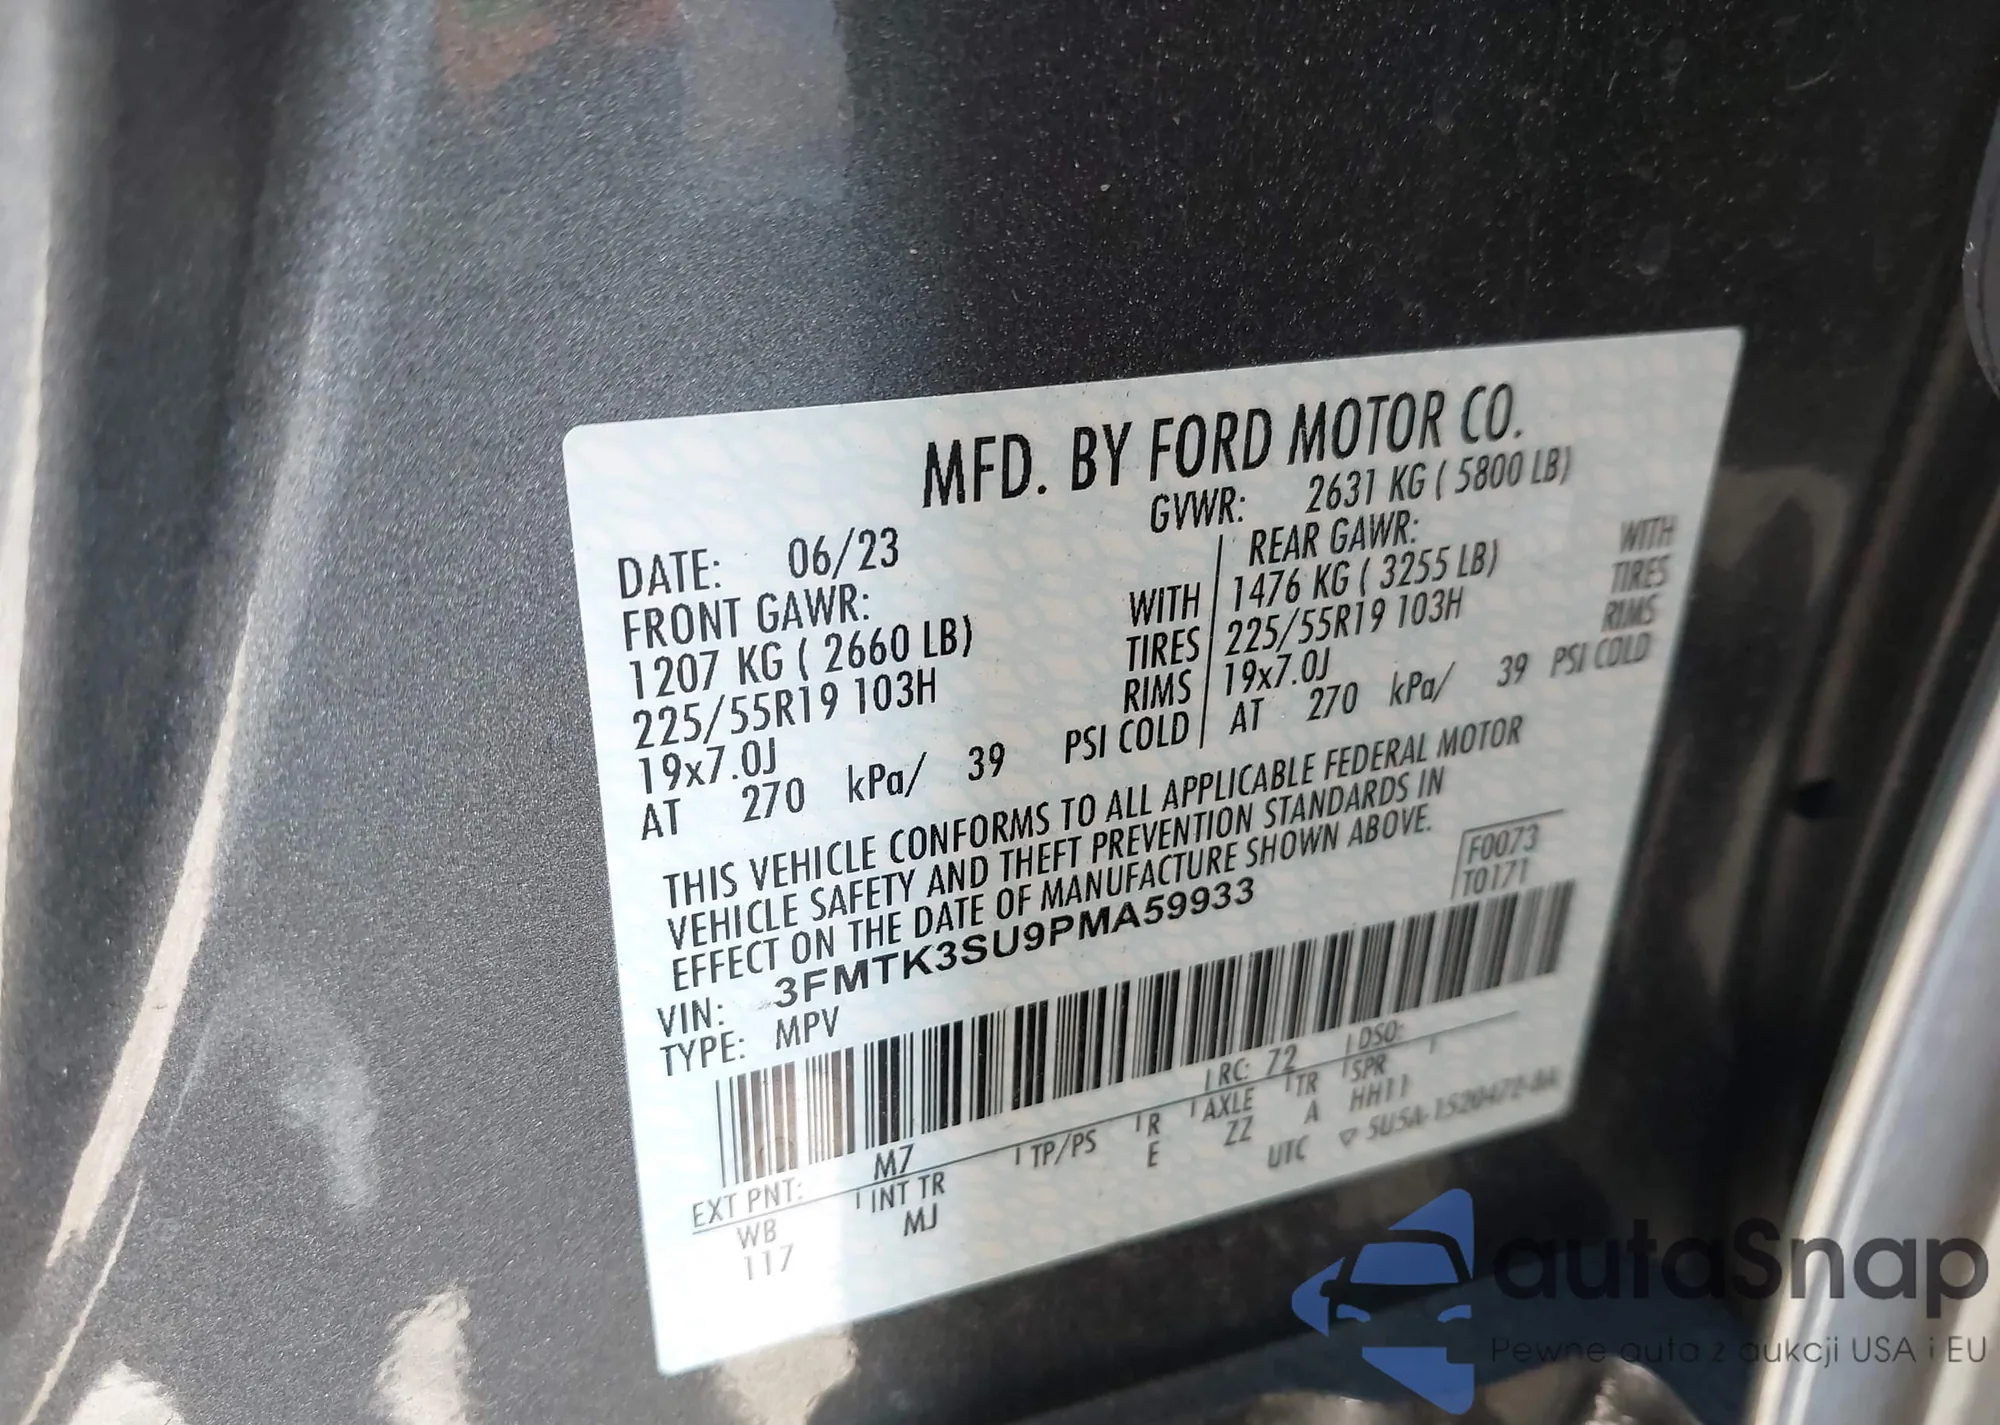 MFD. BY FORD MOTOR CO.
DATE: 06/23 GVWR: 2631 KG ( 5800 LB)
FRONT GAWR: REAR GAWR:
1207 KG ( 2660 LB) WITH 1476 KG ( 3255 LB) WITH
225/55R19 103H TIRES 225/55R19 103H TIRES
19x7.0J RIMS 19x7.0J RIMS
AT 270 kPa/ 39 PSI COLD AT 270 kPa/ 39 PSI COLD
THIS VEHICLE CONFORMS TO ALL APPLICABLE FEDERAL MOTOR
VEHICLE SAFETY AND THEFT PREVENTION STANDARDS IN
EFFECT ON THE DATE OF MANUFACTURE SHOWN ABOVE.
F0073
T0171
VIN: 3FMTK3SU9PMA59933
TYPE: MPV
EXT PNT: M7 RC: 72 DSO:
WB INT TR TP/PS R AXLE TR SPR
117 MJ E ZZ A HH11
UTC ▽ 5U5A-1520472-BA
autaSnap
Pewne auta z aukcji USA i EU